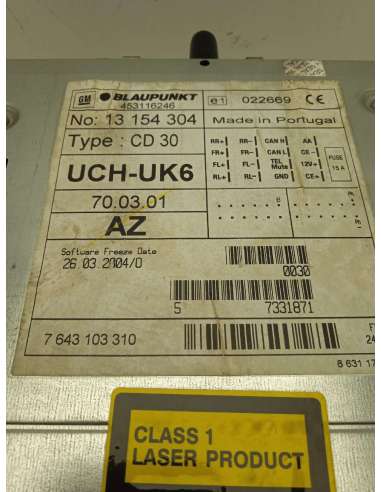 GM BLAUPUNKT
453116246
e1 022669 CE
No: 13 154 304
Made in Portugal
Type : CD 30
RR+ RR- CAN H AA
FR+ FR- CAN L CE-
FL+ FL- TEL Mute 12V+
RL+ RL- GND CE+
FUSE
15 A
UCH-UK6
70.03.01
AZ
Software Freeze Date
26.03.2004/0
0030
5 7331871
7 643 103 310
F
24
8 631 17
CLASS 1
LASER PRODUCT